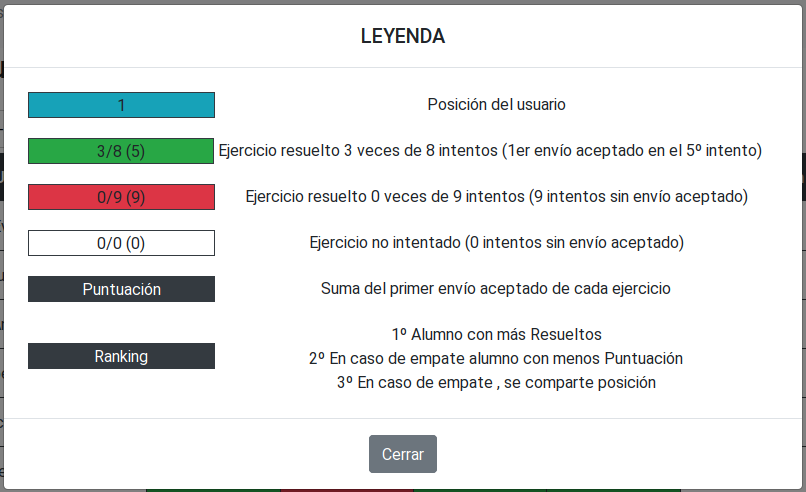 LEYENDA
1 Posición del usuario
3/8 (5) Ejercicio resuelto 3 veces de 8 intentos (1er envío aceptado en el 5º intento)
0/9 (9) Ejercicio resuelto 0 veces de 9 intentos (9 intentos sin envío aceptado)
0/0 (0) Ejercicio no intentado (0 intentos sin envío aceptado)
Puntuación Suma del primer envío aceptado de cada ejercicio
1º Alumno con más Resueltos
Ranking 2º En caso de empate alumno con menos Puntuación
3º En caso de empate , se comparte posición
Cerrar